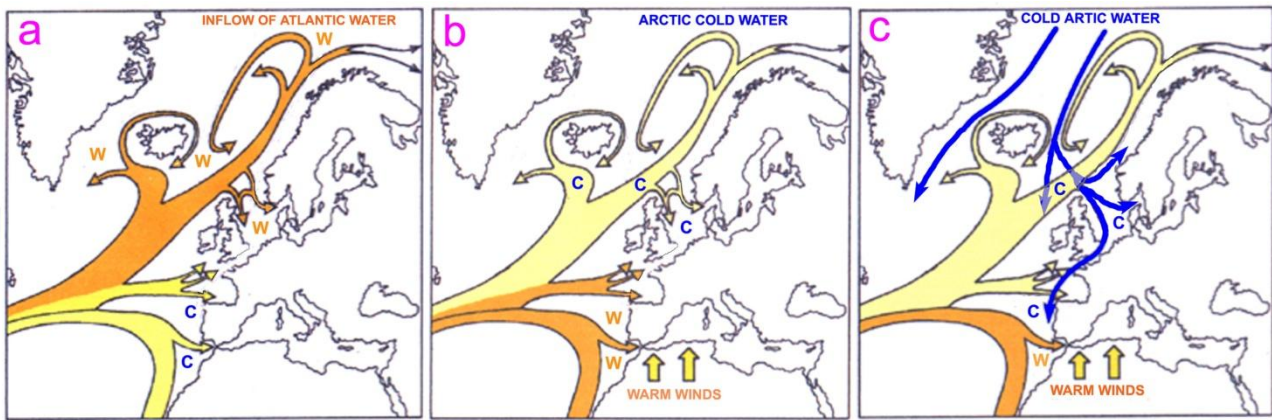 a
INFLOW OF ATLANTIC WATER
W
W
W
W
C
C
b
ARCTIC COLD WATER
C
C
C
W
W
WARM WINDS
c
COLD ARTIC WATER
C
C
C
W
WARM WINDS